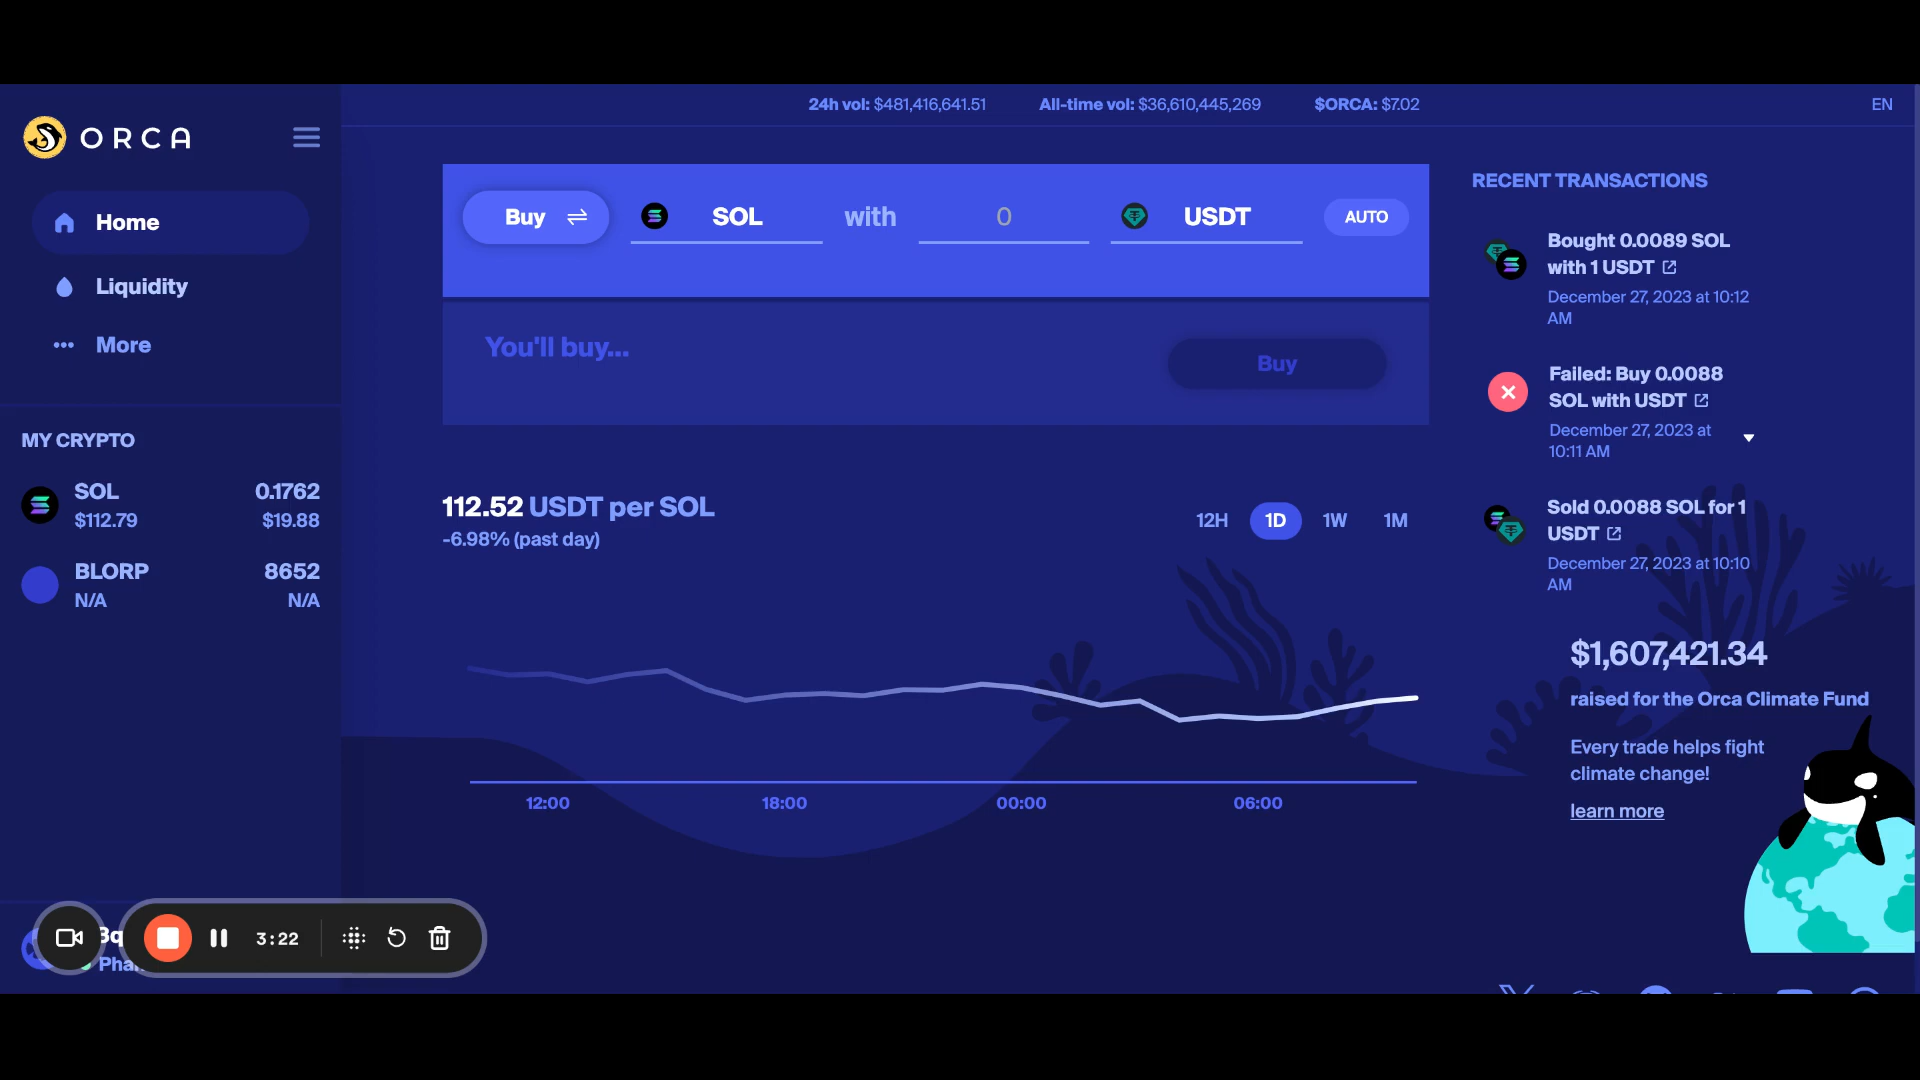 24h vol: $481,416,641.51 All-time vol: $36,610,445,269 $ORCA: $7.02 EN
ORCA
Home
Liquidity
More
MY CRYPTO
SOL 0.1762
$112.79 $19.88
BLORP 8652
N/A N/A
3:22
Buy SOL with 0 USDT AUTO
You'll buy...
Buy
112.52 USDT per SOL
-6.98% (past day)
12H 1D 1W 1M
12:00 18:00 00:00 06:00
RECENT TRANSACTIONS
Bought 0.0089 SOL
with 1 USDT
December 27, 2023 at 10:12
AM
Failed: Buy 0.0088
SOL with USDT
December 27, 2023 at
10:11 AM
Sold 0.0088 SOL for 1
USDT
December 27, 2023 at 10:10
AM
$1,607,421.34
raised for the Orca Climate Fund
Every trade helps fight
climate change!
learn more